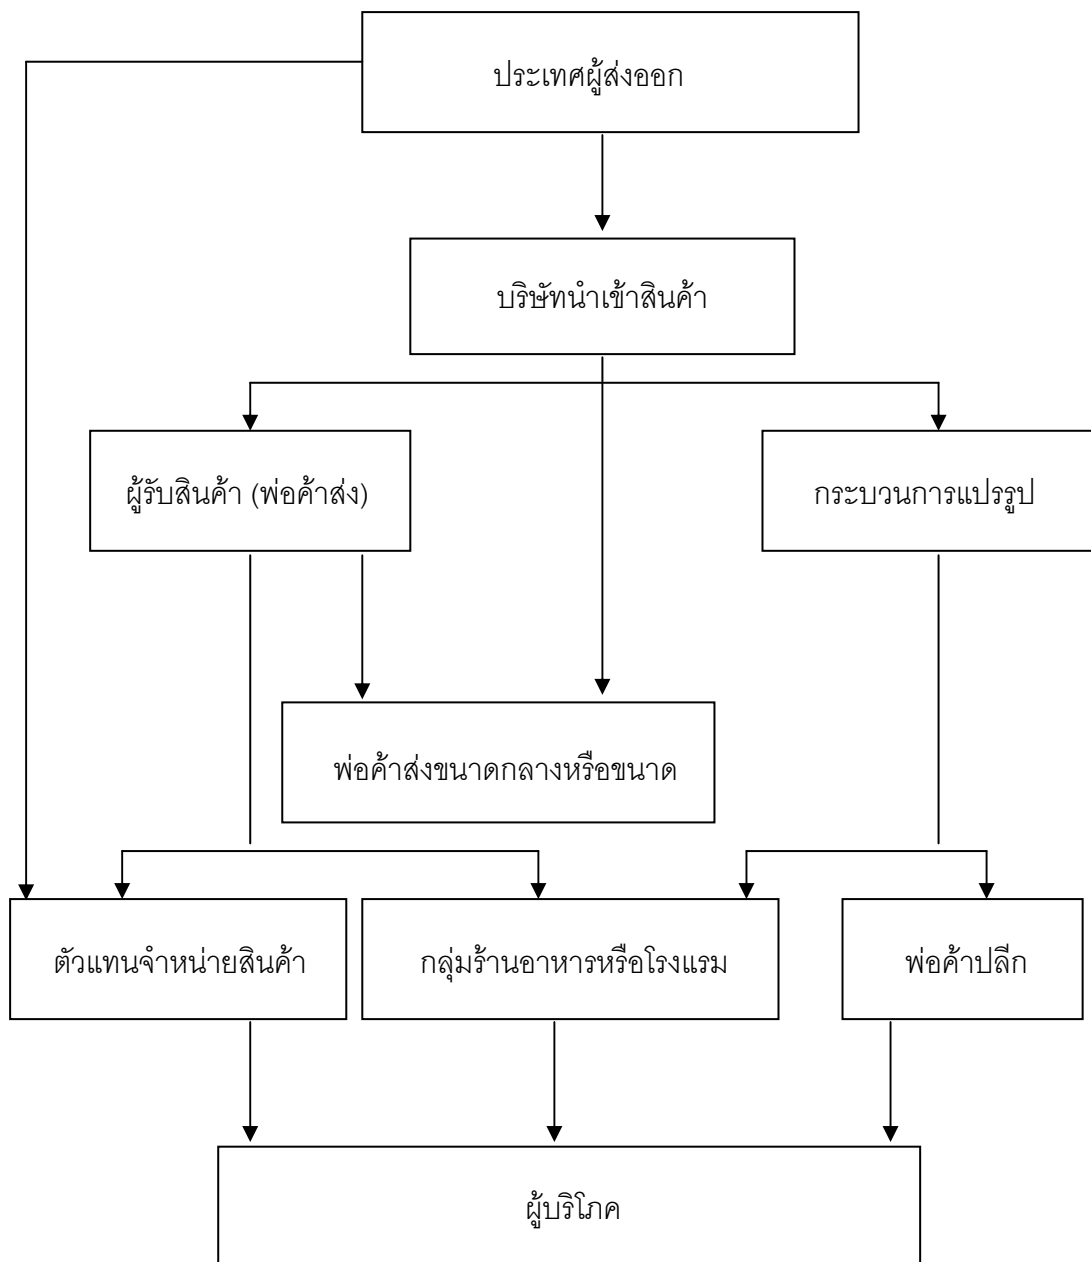 ประเทศผู้ส่งออก
บริษัทนำเข้าสินค้า
ผู้รับสินค้า (พ่อค้าส่ง)
กระบวนการแปรรูป
พ่อค้าส่งขนาดกลางหรือขนาด
ตัวแทนจำหน่ายสินค้า
กลุ่มร้านอาหารหรือโรงแรม
พ่อค้าปลีก
ผู้บริโภค